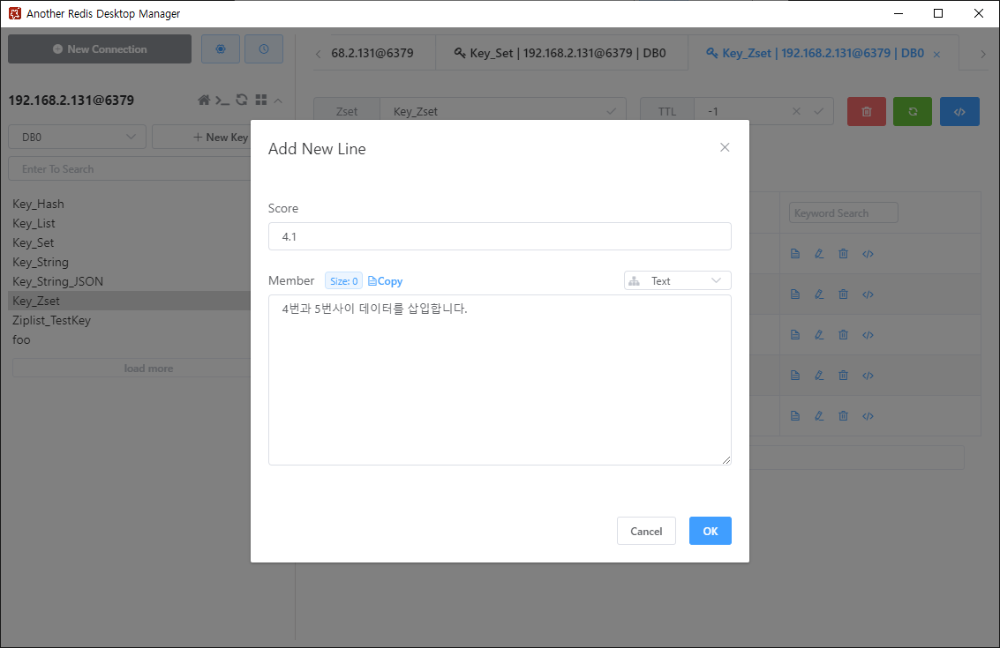 Another Redis Desktop Manager
New Connection
68.2.131@6379
Key_Set | 192.168.2.131@6379 | DB0
Key_Zset | 192.168.2.131@6379 | DB0
192.168.2.131@6379
Zset
Key_Zset
TTL
-1
DB0
New Key
Enter To Search
Key_Hash
Key_List
Key_Set
Key_String
Key_String_JSON
Key_Zset
Ziplist_TestKey
foo
load more
Keyword Search
Add New Line
Score
4.1
Member Size: 0 Copy Text
4번과 5번사이 데이터를 삽입합니다.
Cancel OK